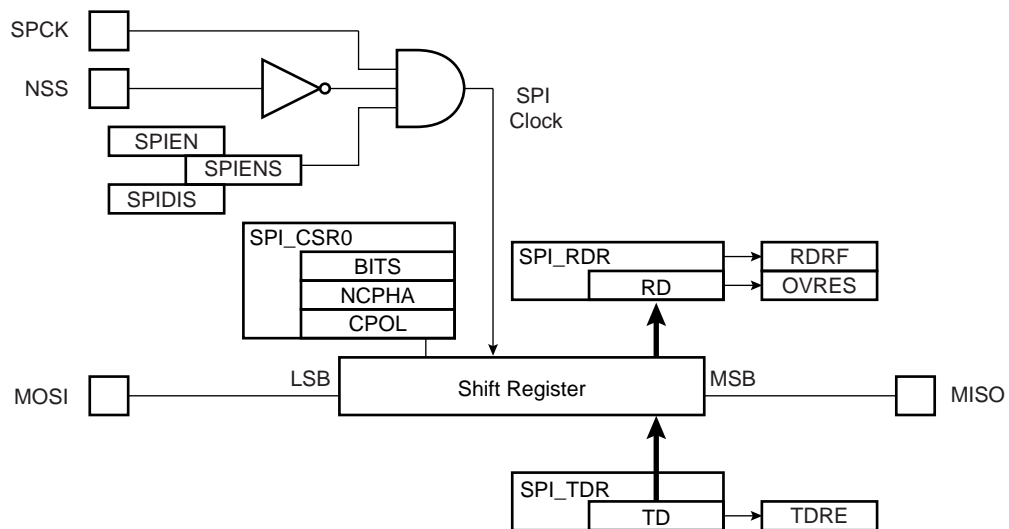 SPCK
NSS
SPI
Clock
SPIEN
SPIENS
SPIDIS
SPI_CSR0
BITS
NCPHA
CPOL
SPI_RDR
RD
RDRF
OVRES
MOSI
LSB
Shift Register
MSB
MISO
SPI_TDR
TD
TDRE